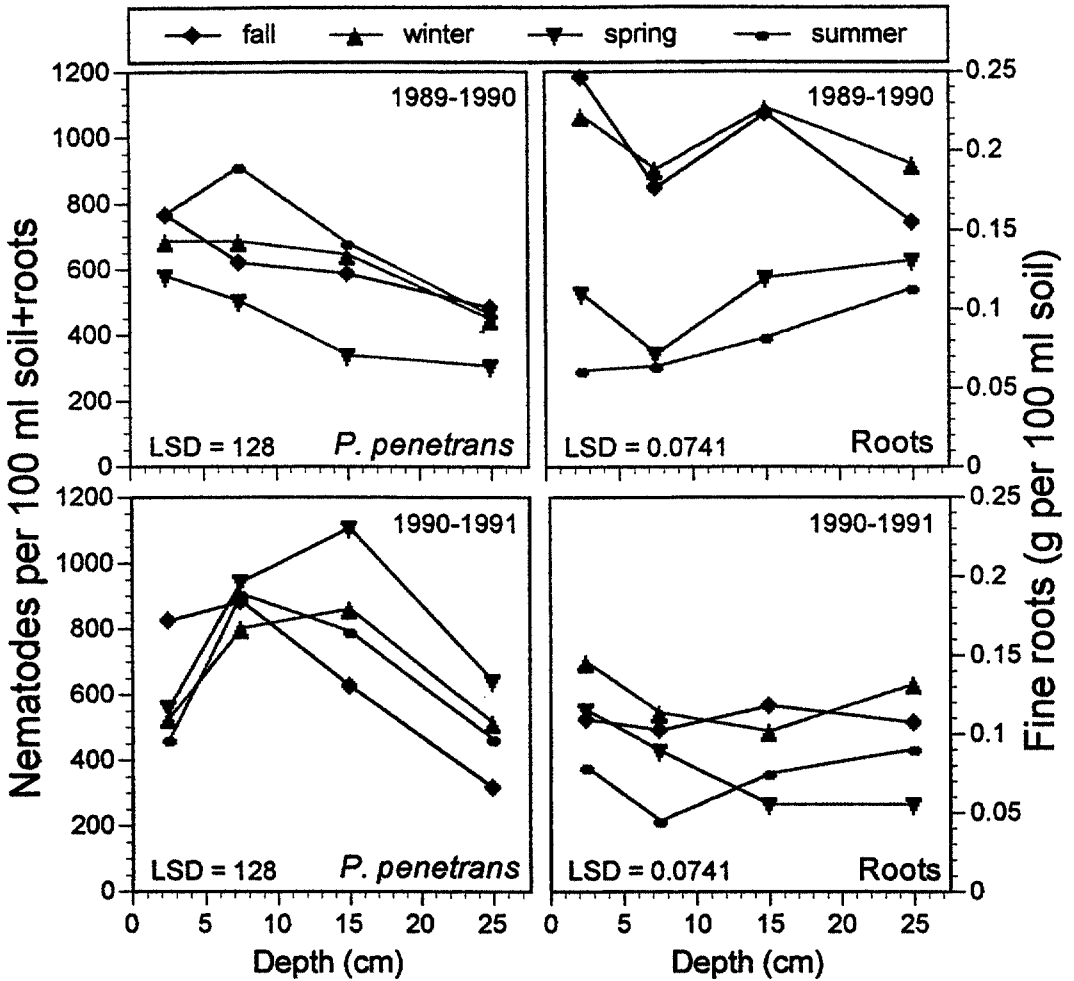 fall winter spring summer
Nematodes per 100 ml soil+roots
1200
1000
800
600
400
200
0
1989-1990
LSD = 128 P. penetrans
1989-1990
LSD = 0.0741 Roots
0.25
0.2
0.15
0.1
0.05
0
1200
1000
800
600
400
200
0
1990-1991
LSD = 128 P. penetrans
0 5 10 15 20 25
Depth (cm)
1990-1991
LSD = 0.0741 Roots
0.25
0.2
0.15
0.1
0.05
0
0 5 10 15 20 25
Depth (cm)
Fine roots (g per 100 ml soil)